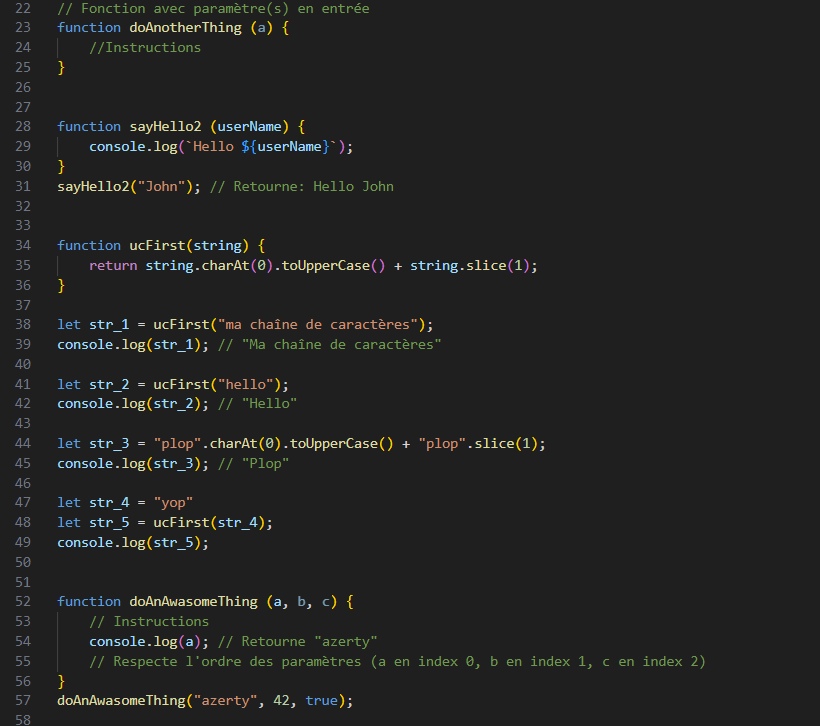 22 // Fonction avec paramètre(s) en entrée
23 function doAnotherThing (a) {
24 //Instructions
25 }
26
27
28 function sayHello2 (userName) {
29 console.log(`Hello ${userName}`);
30 }
31 sayHello2("John"); // Retourne: Hello John
32
33
34 function ucFirst(string) {
35 return string.charAt(0).toUpperCase() + string.slice(1);
36 }
37
38 let str_1 = ucFirst("ma chaîne de caractères");
39 console.log(str_1); // "Ma chaîne de caractères"
40
41 let str_2 = ucFirst("hello");
42 console.log(str_2); // "Hello"
43
44 let str_3 = "plop".charAt(0).toUpperCase() + "plop".slice(1);
45 console.log(str_3); // "Plop"
46
47 let str_4 = "yop"
48 let str_5 = ucFirst(str_4);
49 console.log(str_5);
50
51
52 function doAnAwasomeThing (a, b, c) {
53 // Instructions
54 console.log(a); // Retourne "azerty"
55 // Respecte l'ordre des paramètres (a en index 0, b en index 1, c en index 2)
56 }
57 doAnAwasomeThing("azerty", 42, true);
58